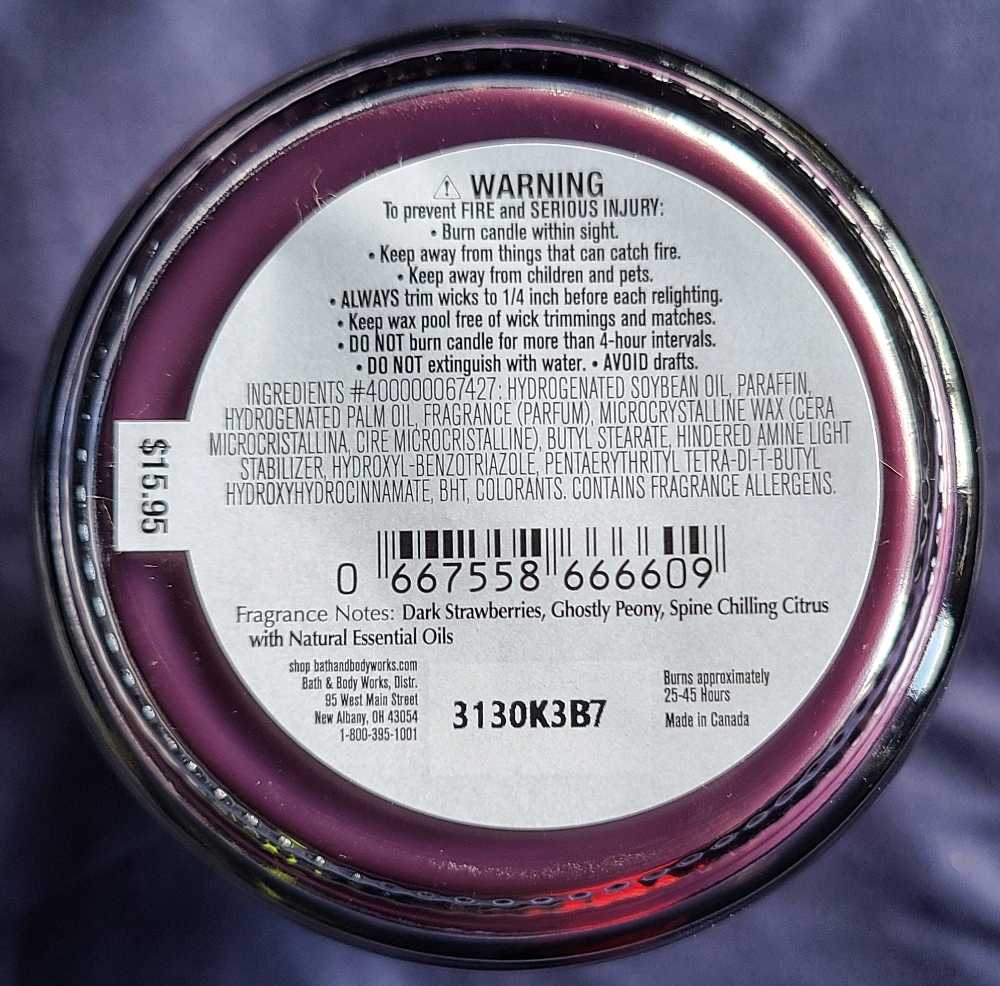 ⚠ WARNING
To prevent FIRE and SERIOUS INJURY:
• Burn candle within sight.
• Keep away from things that can catch fire.
• Keep away from children and pets.
• ALWAYS trim wicks to 1/4 inch before each relighting.
• Keep wax pool free of wick trimmings and matches.
• DO NOT burn candle for more than 4-hour intervals.
• DO NOT extinguish with water. • AVOID drafts.
INGREDIENTS #400000067427: HYDROGENATED SOYBEAN OIL, PARAFFIN,
HYDROGENATED PALM OIL, FRAGRANCE (PARFUM), MICROCRYSTALLINE WAX (CERA
MICROCRISTALLINA, CIRE MICROCRISTALLINE), BUTYL STEARATE, HINDERED AMINE LIGHT
STABILIZER, HYDROXYL-BENZOTRIAZOLE, PENTAERYTHRITYL TETRA-DI-T-BUTYL
HYDROXYHYDROCINNAMATE, BHT, COLORANTS. CONTAINS FRAGRANCE ALLERGENS.
$15.95
0 667558 666609
Fragrance Notes: Dark Strawberries, Ghostly Peony, Spine Chilling Citrus
with Natural Essential Oils
shop bathandbodyworks.com
Bath & Body Works, Distr.
95 West Main Street
New Albany, OH 43054
1-800-395-1001
3130K3B7
Burns approximately
25-45 Hours
Made in Canada